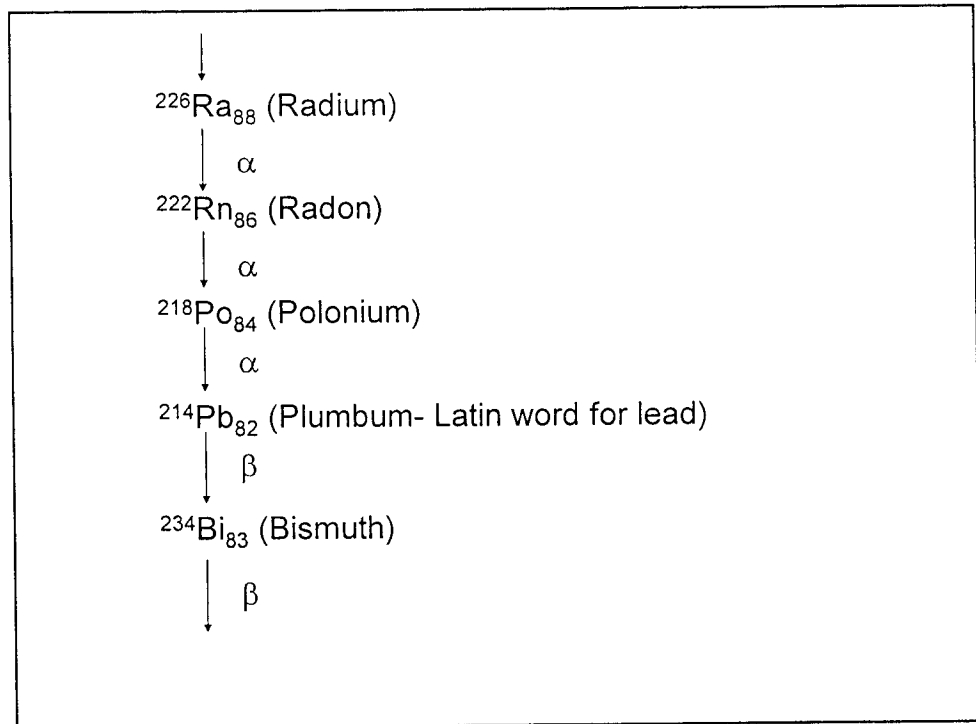 ²²⁶Ra₈₈ (Radium)
α
²²²Rn₈₆ (Radon)
α
²¹⁸Po₈₄ (Polonium)
α
²¹⁴Pb₈₂ (Plumbum- Latin word for lead)
β
²³⁴Bi₈₃ (Bismuth)
β